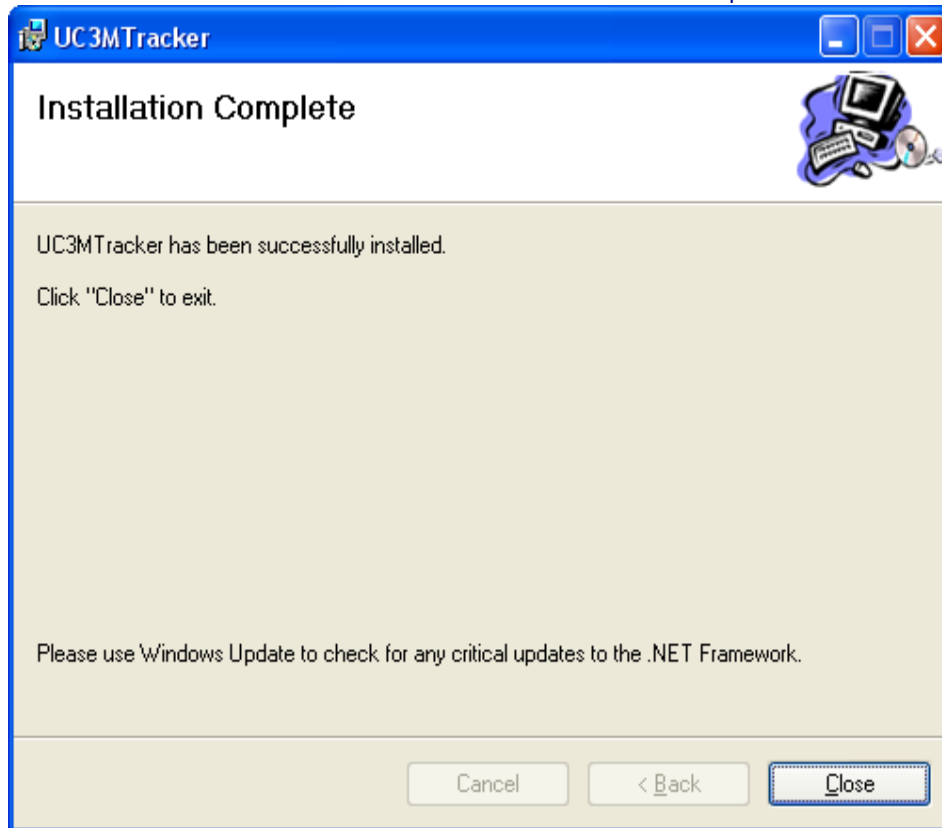 UC3MTracker
Installation Complete
UC3MTracker has been successfully installed.
Click "Close" to exit.
Please use Windows Update to check for any critical updates to the .NET Framework.
Cancel
< Back
Close